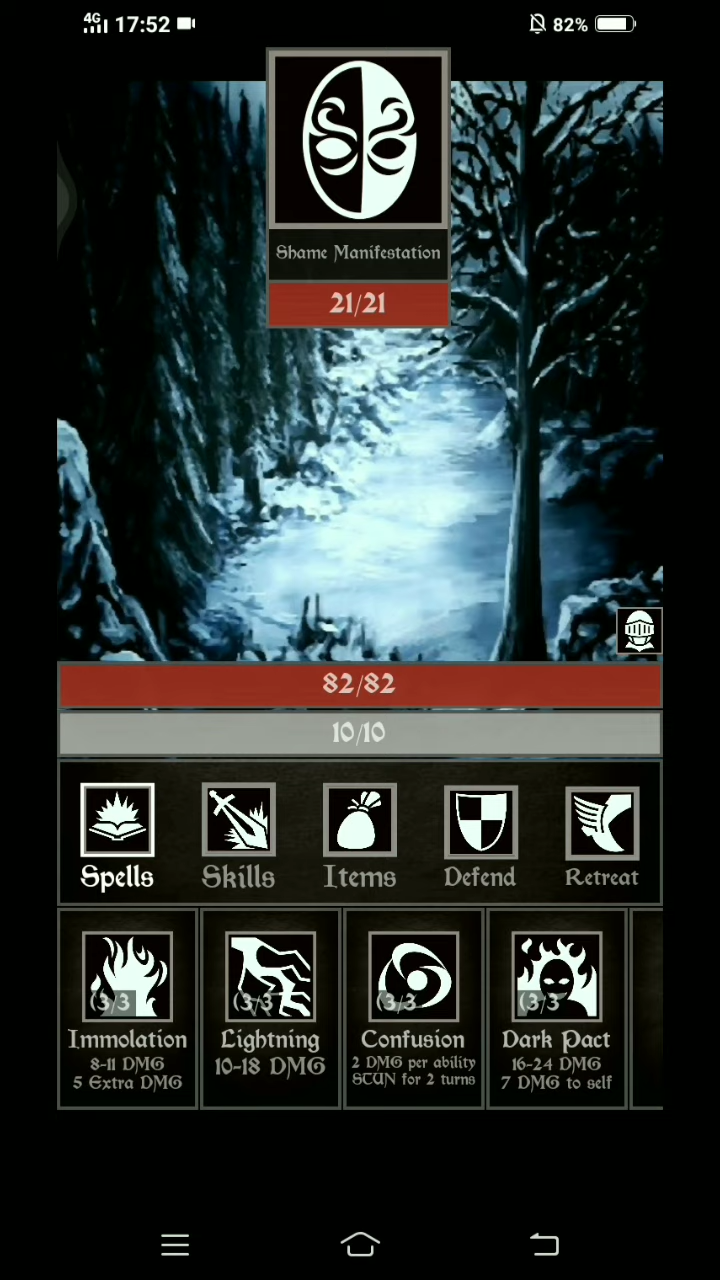 4G 17:52 82%
Shame Manifestation
21/21
82/82
10/10
Spells Skills Items Defend Retreat
(3/3 (3/3 (3/3 (3/3
Immolation Lightning Confusion Dark Pact
8-11 DMG 10-18 DMG 2 DMG per ability 16-24 DMG
5 Extra DMG STUN for 2 turns 7 DMG to self